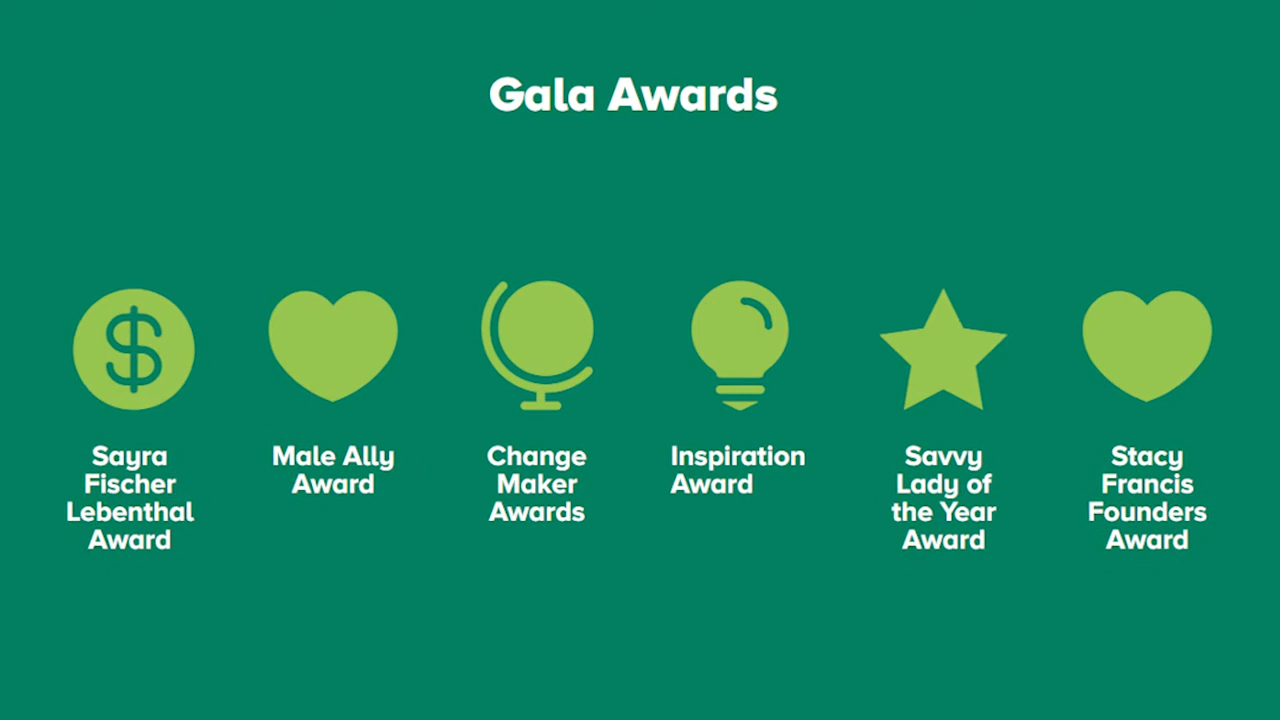 Gala Awards
Sayra
Fischer
Lebenthal
Award
Male Ally
Award
Change
Maker
Awards
Inspiration
Award
Savvy
Lady of
the Year
Award
Stacy
Francis
Founders
Award